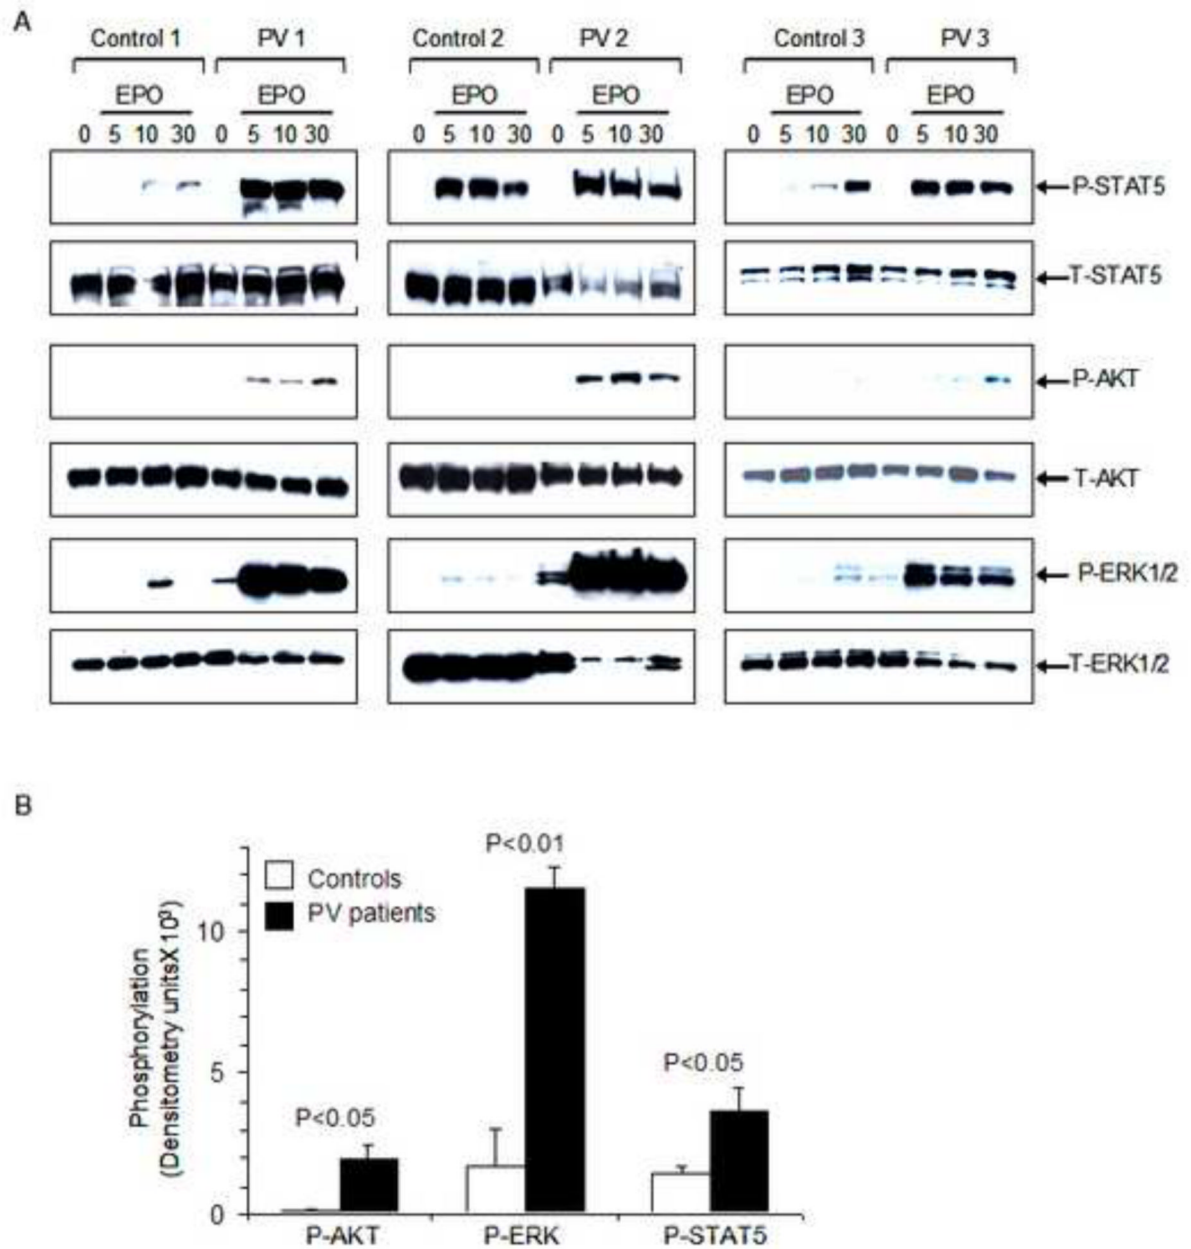 A
Control 1 PV 1 Control 2 PV 2 Control 3 PV 3
EPO EPO EPO EPO EPO EPO
0 5 10 30 0 5 10 30 0 5 10 30 0 5 10 30 0 5 10 30 0 5 10 30
P-STAT5
T-STAT5
P-AKT
T-AKT
P-ERK1/2
T-ERK1/2
B
P<0.01
Controls
PV patients
10
Phosphorylation
(Densitometry unitsX10³)
P<0.05
5
P<0.05
0
P-AKT P-ERK P-STAT5